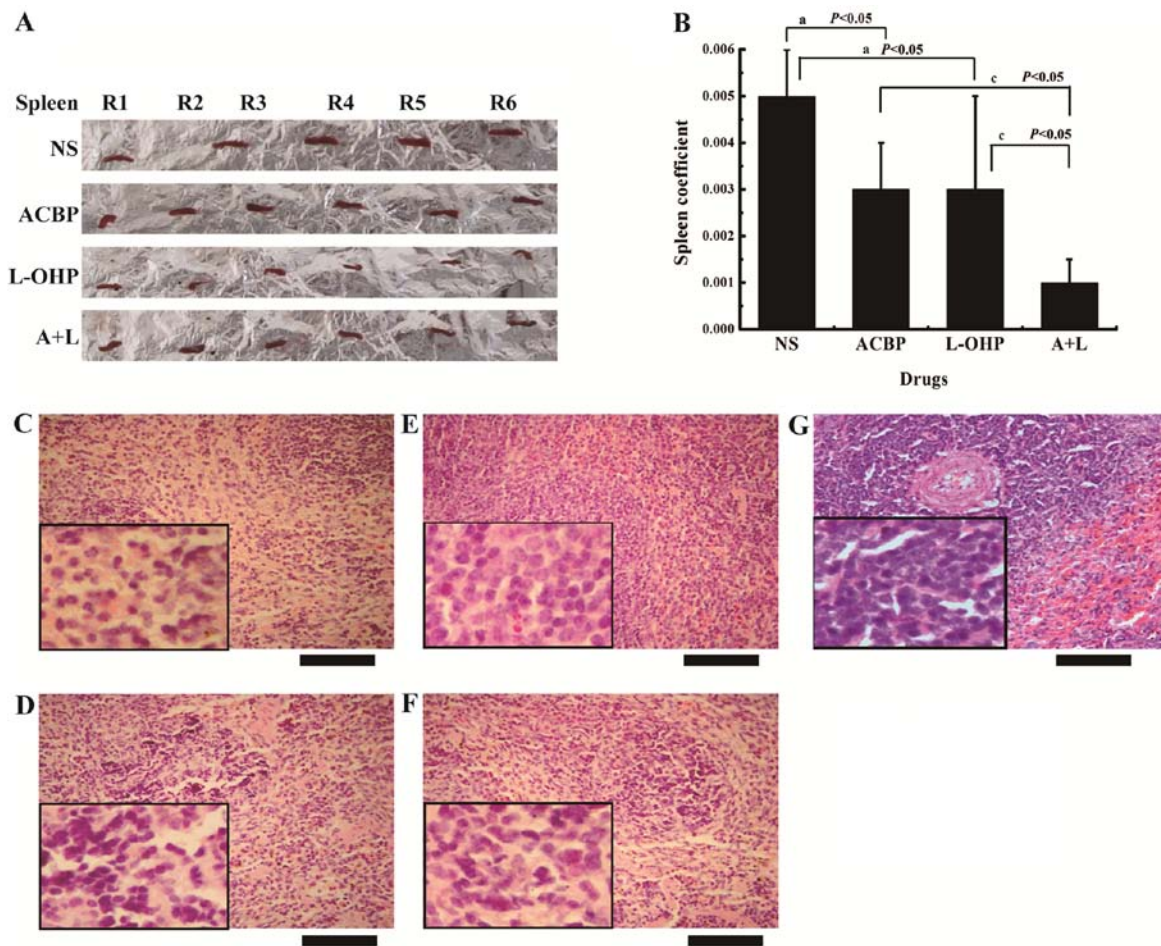 A
Spleen R1 R2 R3 R4 R5 R6
NS
ACBP
L-OHP
A+L
B
a P<0.05
a P<0.05
c P<0.05
c P<0.05
Spleen coefficient
0.006
0.005
0.004
0.003
0.002
0.001
0.000
NS ACBP L-OHP A+L
Drugs
C
E
G
D
F